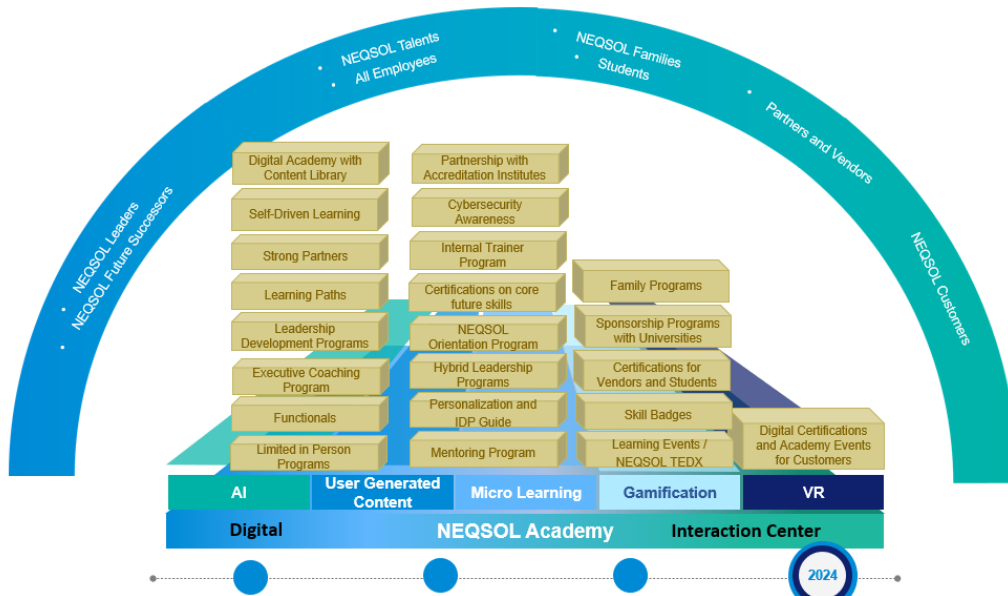 NEQSOL Leaders
NEQSOL Future Successors
NEQSOL Talents
All Employees
NEQSOL Families
Students
Partners and Vendors
NEQSOL Customers
Digital Academy with
Content Library
Self-Driven Learning
Strong Partners
Learning Paths
Leadership
Development Programs
Executive Coaching
Program
Functionals
Limited in Person
Programs
Partnership with
Accreditation Institutes
Cybersecurity
Awareness
Internal Trainer
Program
Certifications on core
future skills
NEQSOL
Orientation Program
Hybrid Leadership
Programs
Personalization and
IDP Guide
Mentoring Program
Family Programs
Sponsorship Programs
with Universities
Certifications for
Vendors and Students
Skill Badges
Learning Events /
NEQSOL TEDX
Digital Certifications
and Academy Events
for Customers
AI
User Generated
Content
Micro Learning
Gamification
VR
Digital
NEQSOL Academy
Interaction Center
2024